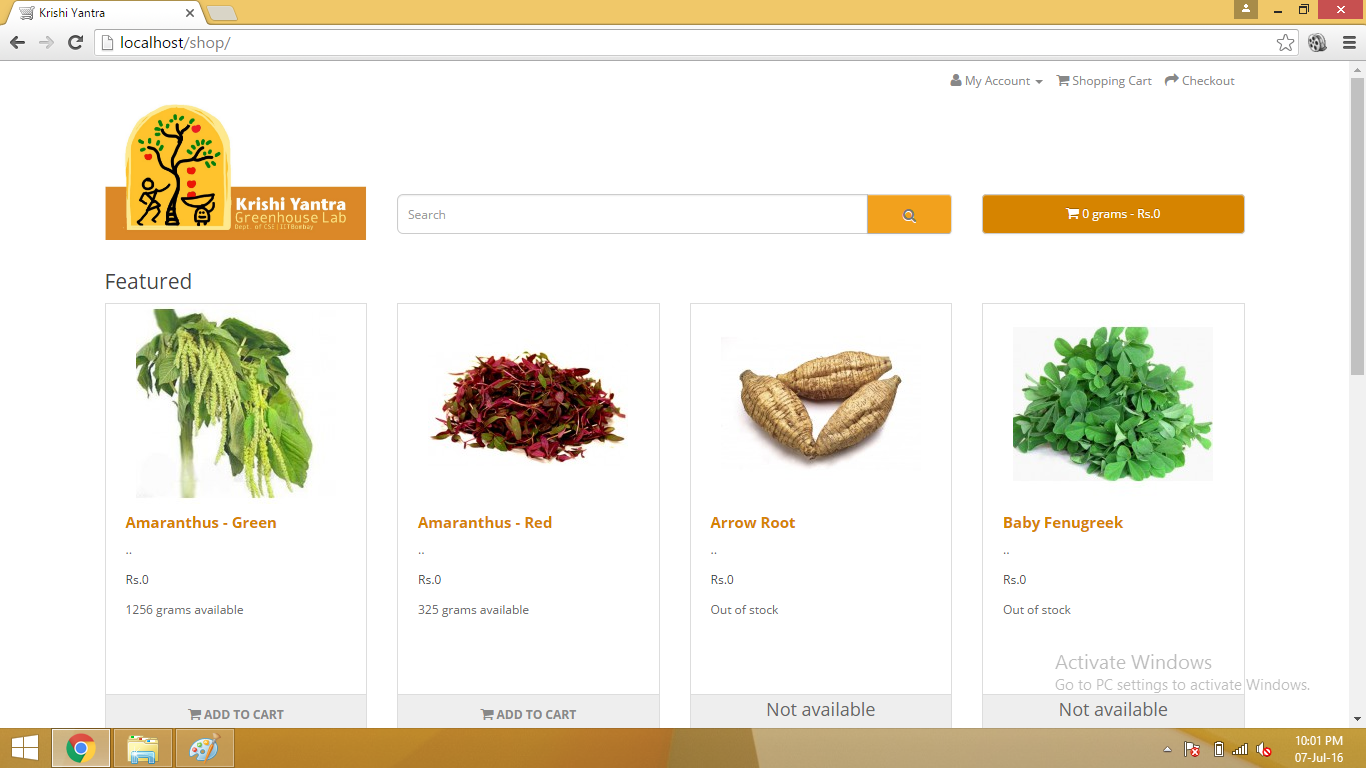 Krishi Yantra
localhost/shop/
My Account Shopping Cart Checkout
Krishi Yantra
Greenhouse Lab
Dept. of CSE|IITBombay
Search
0 grams - Rs.0
Featured
Amaranthus - Green
..
Rs.0
1256 grams available
ADD TO CART
Amaranthus - Red
..
Rs.0
325 grams available
ADD TO CART
Arrow Root
..
Rs.0
Out of stock
Not available
Baby Fenugreek
..
Rs.0
Out of stock
Not available
Activate Windows
Go to PC settings to activate Windows.
10:01 PM
07-Jul-16